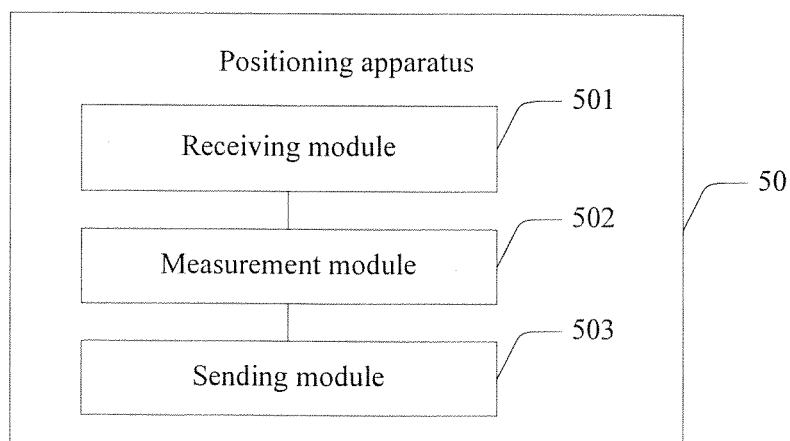 Positioning apparatus
501
Receiving module
50
502
Measurement module
503
Sending module